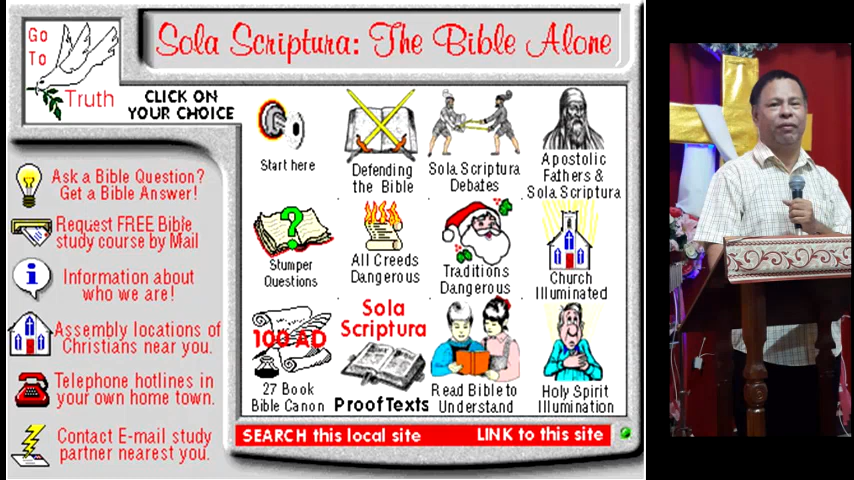 Go
To
Truth
Sola Scriptura: The Bible Alone
CLICK ON
YOUR CHOICE
Start here
Defending
the Bible
Sola Scriptura
Debates
Apostolic
Fathers &
Sola Scriptura
Stumper
Questions
All Creeds
Dangerous
Traditions
Dangerous
Church
Illuminated
100 AD
27 Book
Bible Canon
Sola
Scriptura
Proof Texts
Read Bible to
Understand
Holy Spirit
Illumination
Ask a Bible Question?
Get a Bible Answer!
Request FREE Bible
study course by Mail
Information about
who we are!
Assembly locations of
Christians near you.
Telephone hotlines in
your own home town.
Contact E-mail study
partner nearest you.
SEARCH this local site
LINK to this site